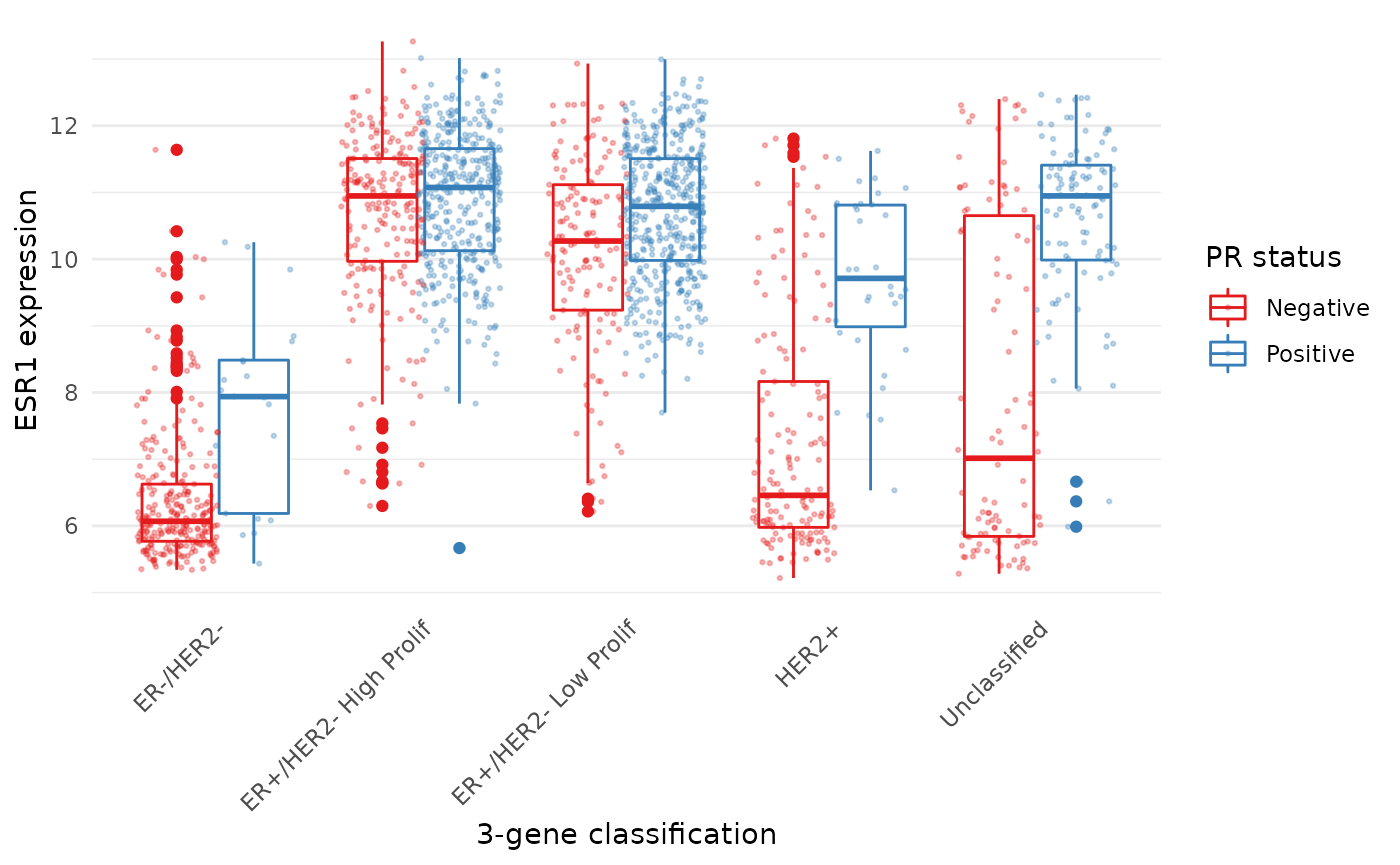 12
10
8
6
ESR1 expression
ER-/HER2-
ER+/HER2- High Prolif
ER+/HER2- Low Prolif
HER2+
Unclassified
3-gene classification
PR status
Negative
Positive